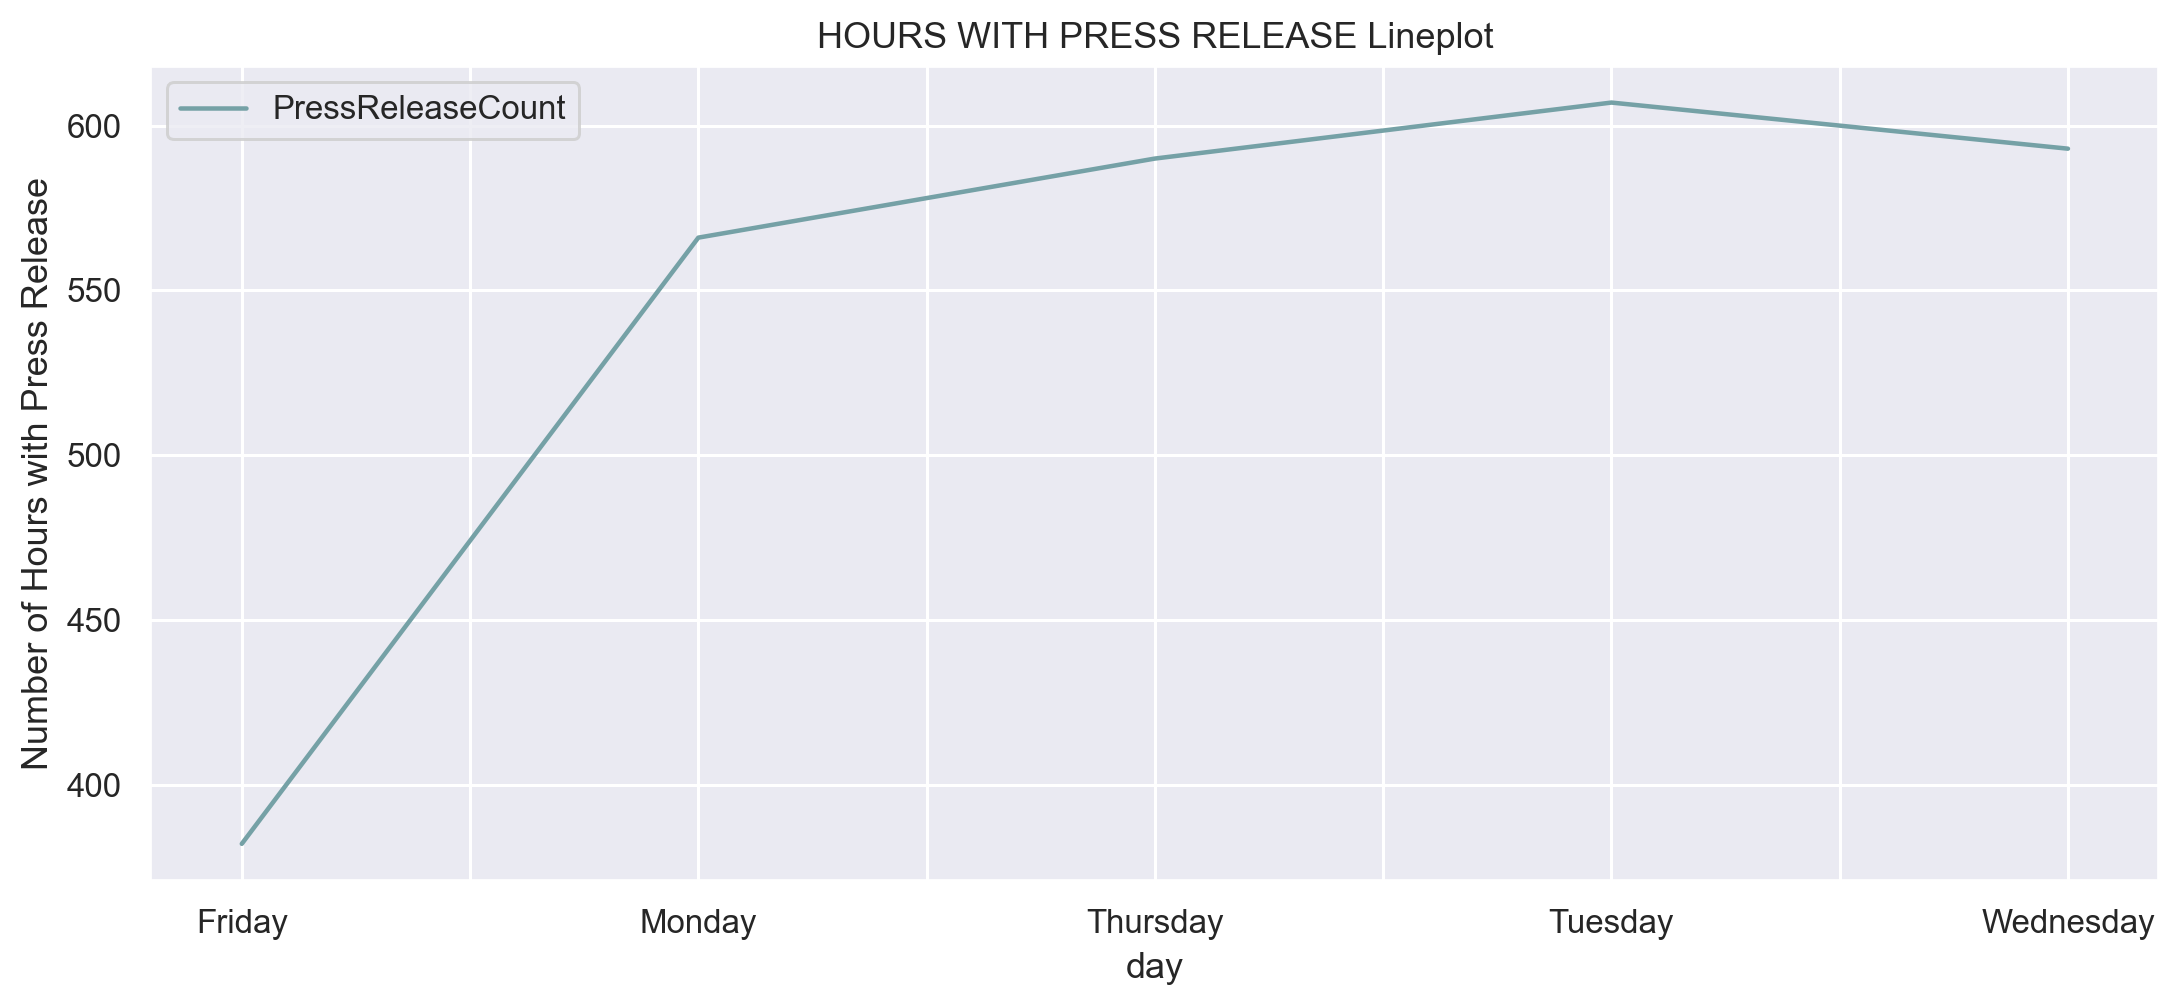 HOURS WITH PRESS RELEASE Lineplot
PressReleaseCount
Number of Hours with Press Release
600
550
500
450
400
Friday Monday Thursday Tuesday Wednesday
day